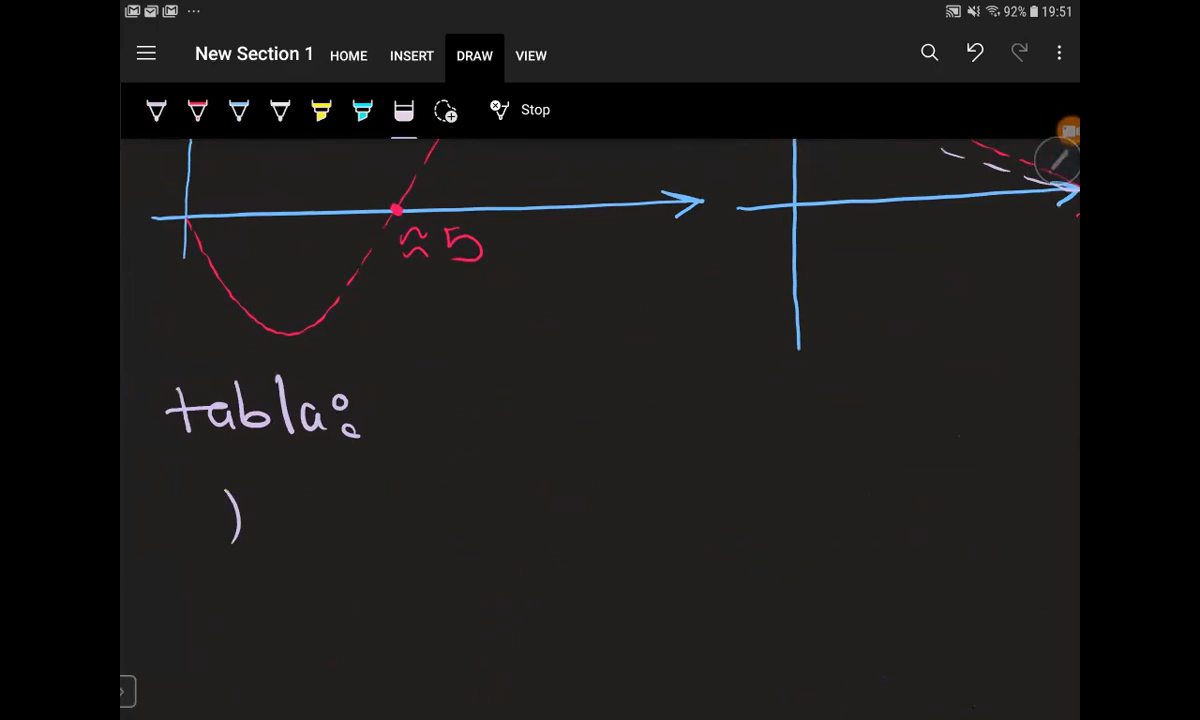 92% 19:51
New Section 1 HOME INSERT DRAW VIEW
Stop
≈ 5
tabla:
)